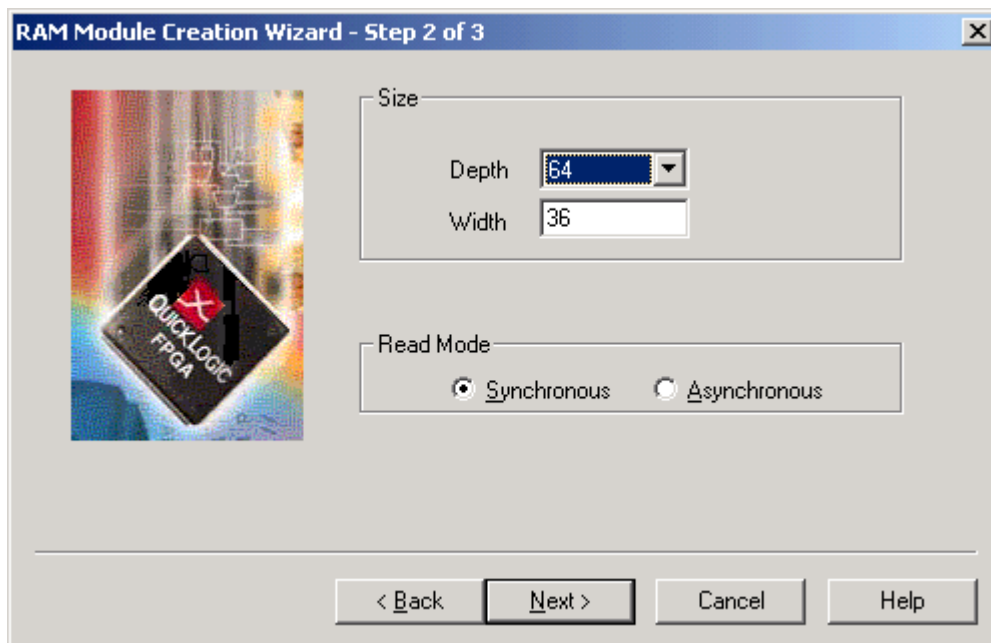 RAM Module Creation Wizard - Step 2 of 3
Size
Depth 64
Width 36
QUICKLOGIC
FPGA
Read Mode
Synchronous Asynchronous
< Back Next > Cancel Help